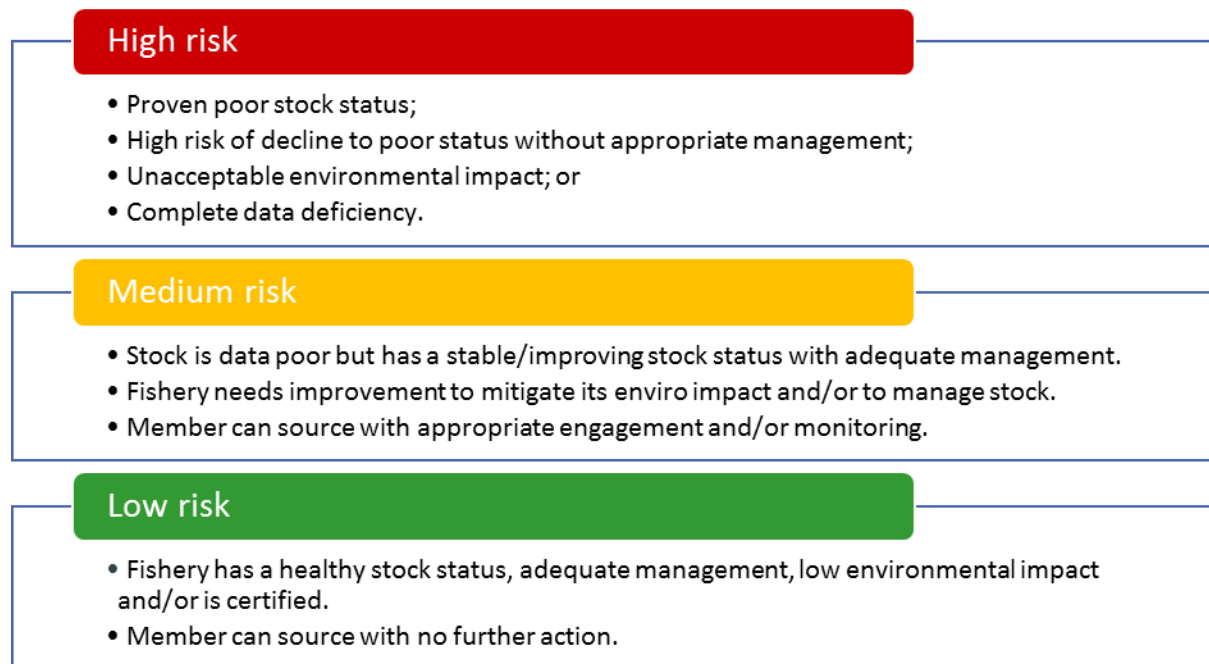 High risk
• Proven poor stock status;
• High risk of decline to poor status without appropriate management;
• Unacceptable environmental impact; or
• Complete data deficiency.
Medium risk
• Stock is data poor but has a stable/improving stock status with adequate management.
• Fishery needs improvement to mitigate its enviro impact and/or to manage stock.
• Member can source with appropriate engagement and/or monitoring.
Low risk
• Fishery has a healthy stock status, adequate management, low environmental impact
and/or is certified.
• Member can source with no further action.